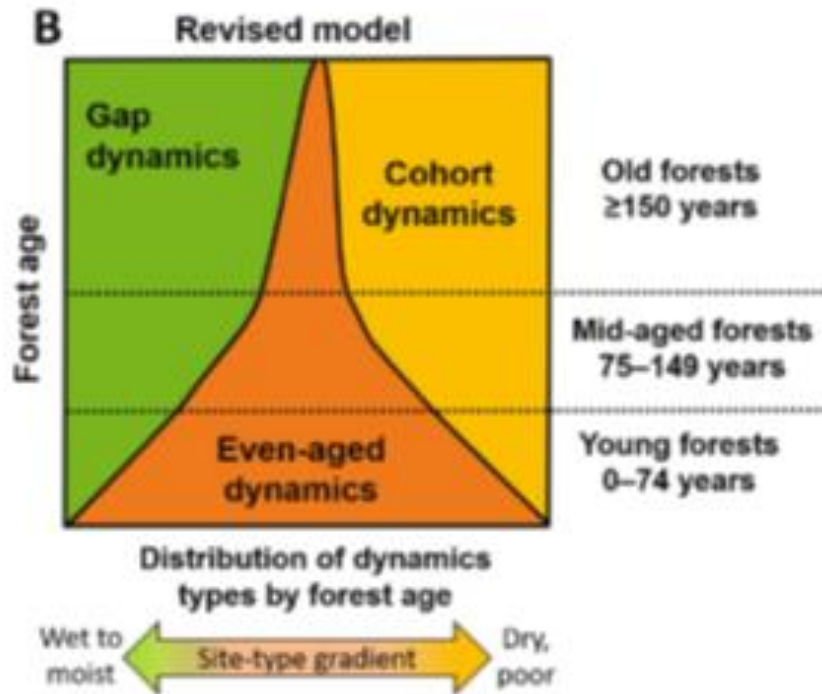 B
Revised model
Gap
dynamics
Cohort
dynamics
Old forests
≥150 years
Forest age
Mid-aged forests
75–149 years
Even-aged
dynamics
Young forests
0–74 years
Distribution of dynamics
types by forest age
Wet to
moist
Site-type gradient
Dry,
poor